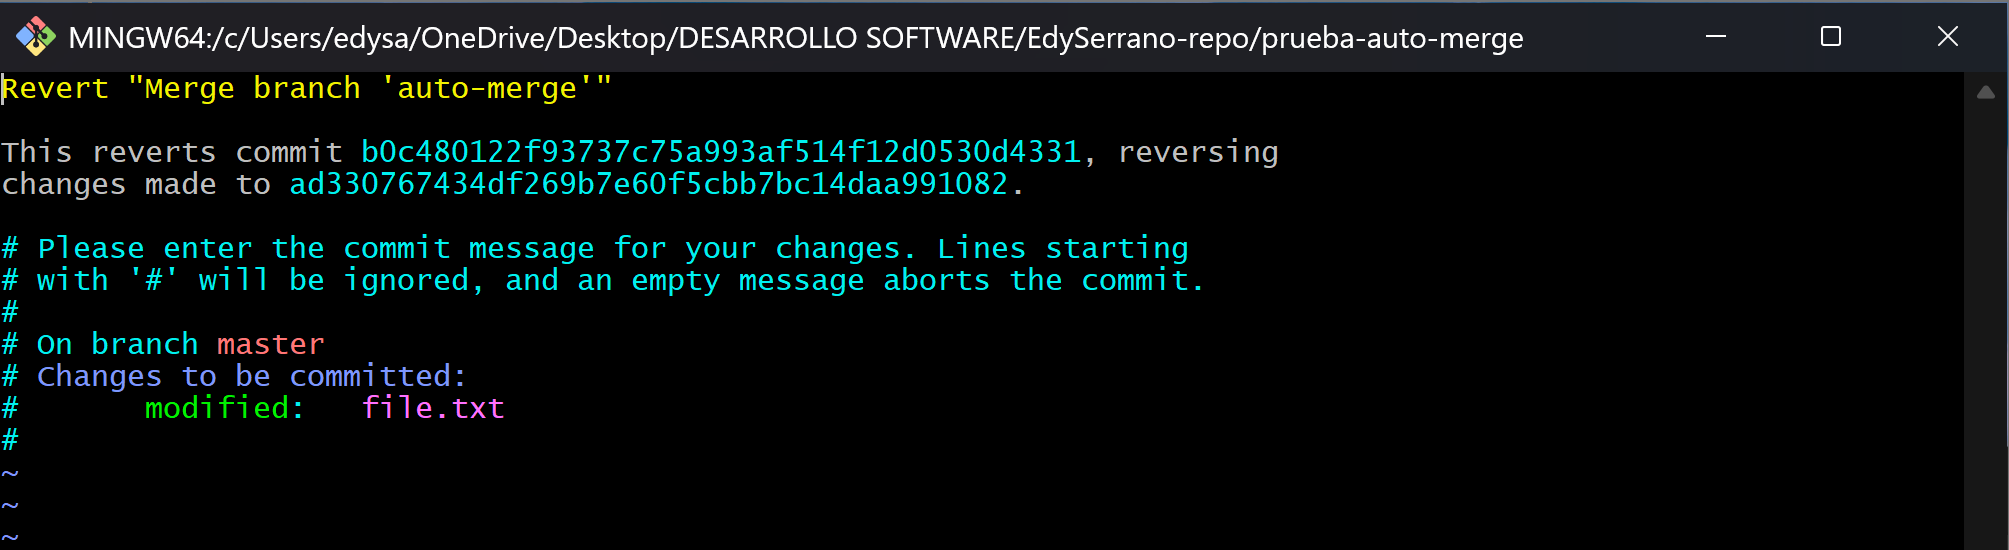 MINGW64:/c/Users/edysa/OneDrive/Desktop/DESARROLLO SOFTWARE/EdySerrano-repo/prueba-auto-merge
Revert "Merge branch 'auto-merge'"
This reverts commit b0c480122f93737c75a993af514f12d0530d4331, reversing
changes made to ad330767434df269b7e60f5cbb7bc14daa991082.
# Please enter the commit message for your changes. Lines starting
# with '#' will be ignored, and an empty message aborts the commit.
#
# On branch master
# Changes to be committed:
#       modified:   file.txt
#
~
~
~